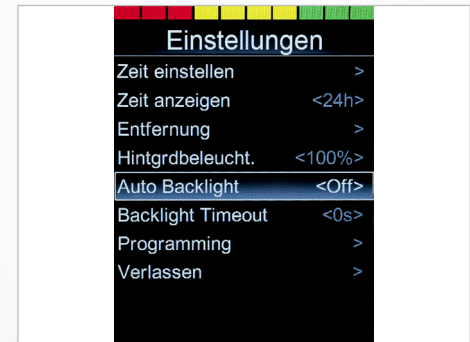 Einstellungen
Zeit einstellen >
Zeit anzeigen <24h>
Entfernung >
Hintgrdbeleucht. <100%>
Auto Backlight <Off>
Backlight Timeout <0s>
Programming >
Verlassen >